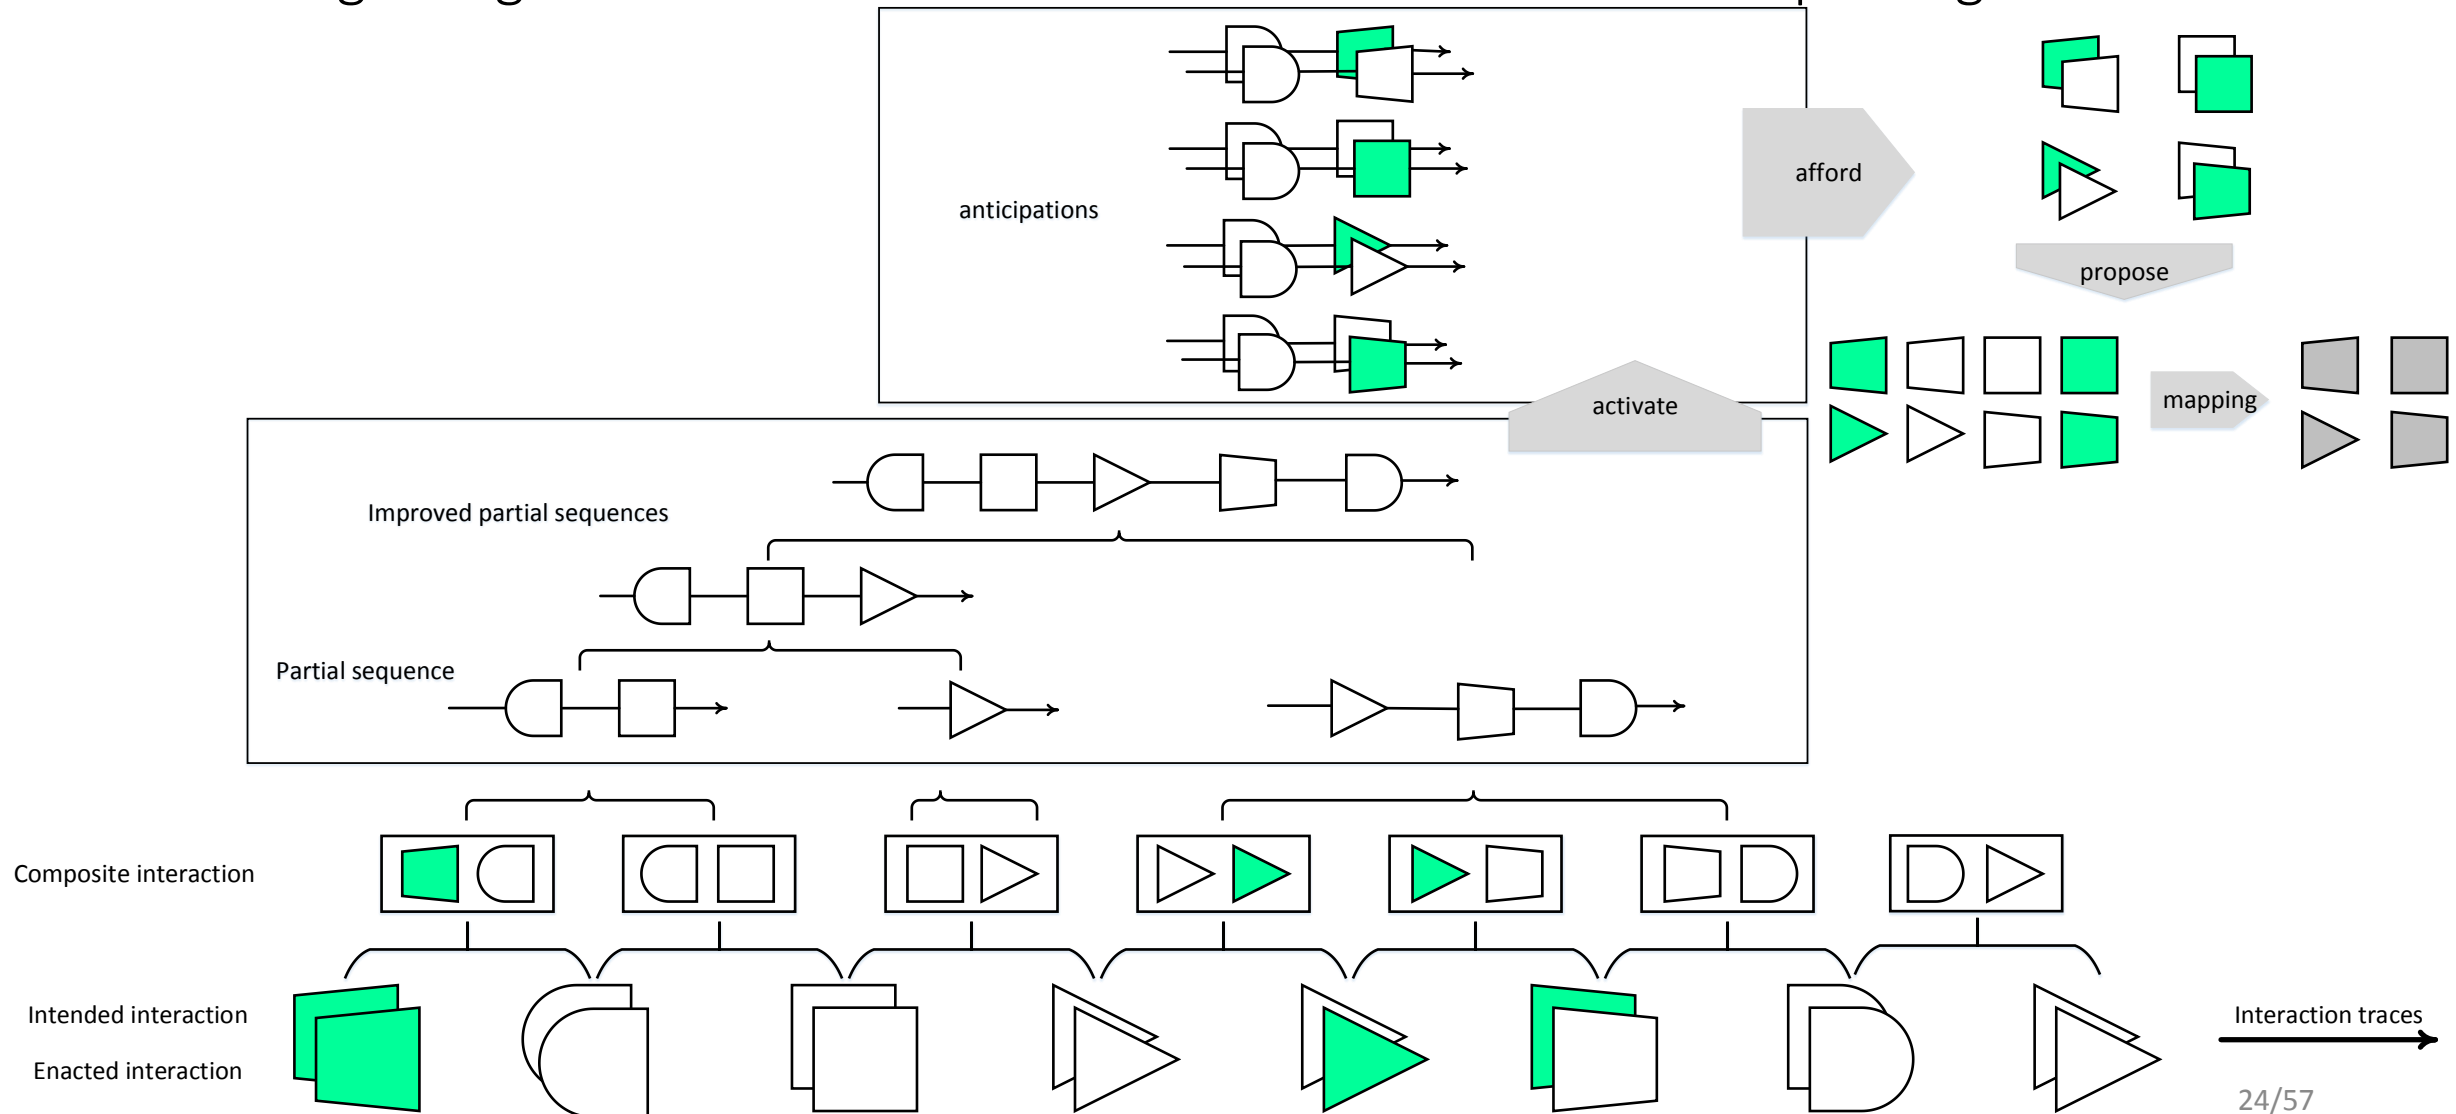 anticipations
afford
propose
mapping
activate
Improved partial sequences
Partial sequence
Composite interaction
Intended interaction
Enacted interaction
Interaction traces
24/57